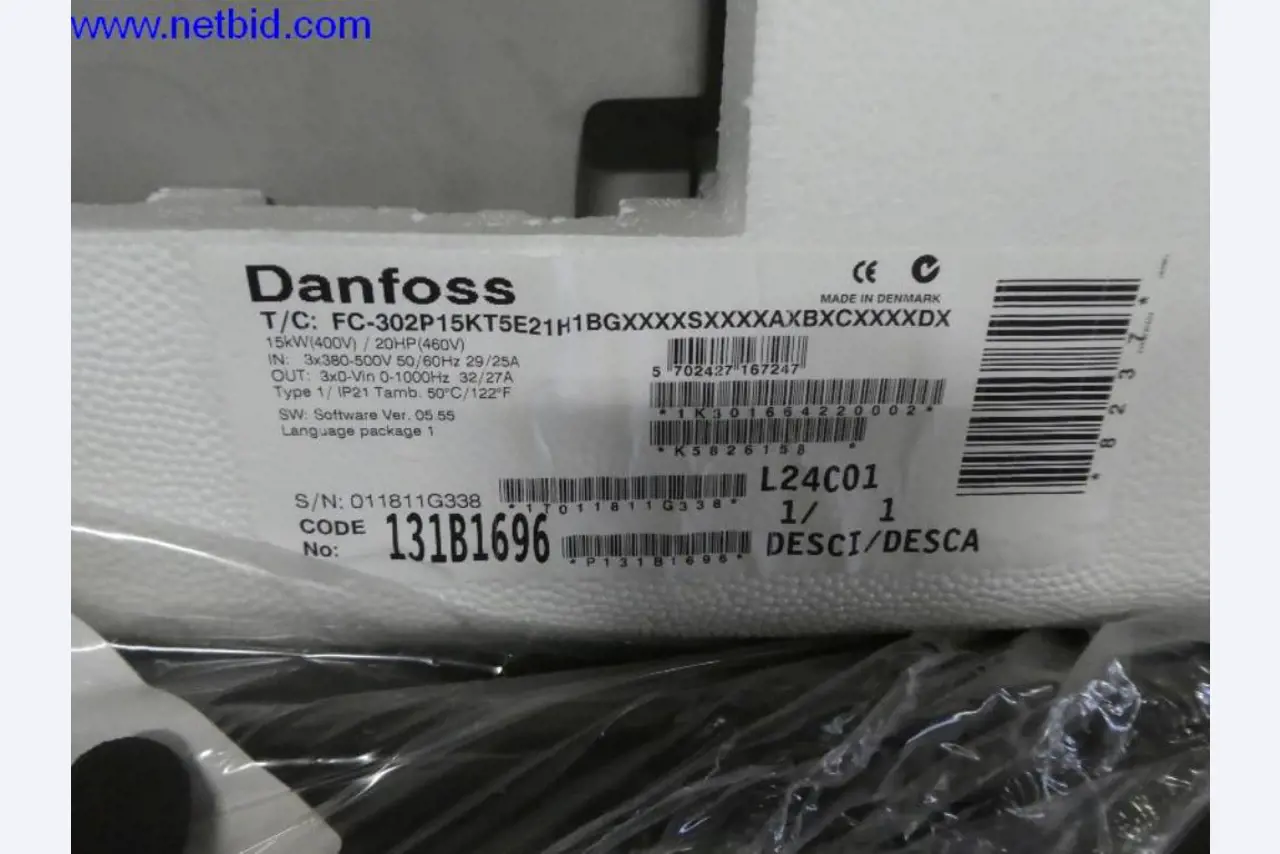 www.netbid.com
Danfoss
CE
MADE IN DENMARK
T/C: FC-302P15KT5E21H1BGXXXXSXXXXAXBXCXXXXDX
15kW(400V) / 20HP(460V)
IN: 3x380-500V 50/60Hz 29/25A
OUT: 3x0-Vin 0-1000Hz 32/27A
Type 1/ IP21 Tamb. 50°C/122°F
SW: Software Ver. 05.55
Language package 1
5 702427 167247
*1K301664220002*
*K5826158*
S/N: 011811G338
*1T011811G338*
L24C01
1/ 1
CODE No: 131B1696
*P131B1696*
DESCI/DESCA